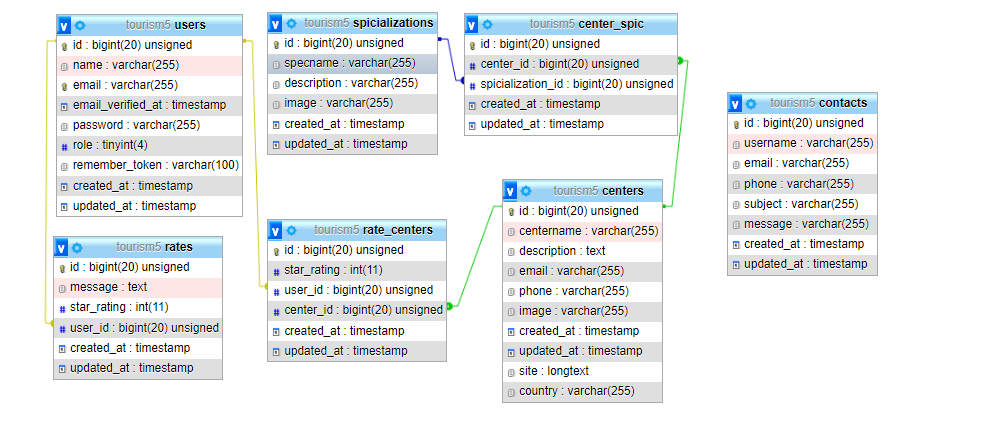 tourism5 users
id : bigint(20) unsigned
name : varchar(255)
email : varchar(255)
email_verified_at : timestamp
password : varchar(255)
role : tinyint(4)
remember_token : varchar(100)
created_at : timestamp
updated_at : timestamp
tourism5 spicializations
id : bigint(20) unsigned
specname : varchar(255)
description : varchar(255)
image : varchar(255)
created_at : timestamp
updated_at : timestamp
tourism5 center_spic
id : bigint(20) unsigned
center_id : bigint(20) unsigned
spicialization_id : bigint(20) unsigned
created_at : timestamp
updated_at : timestamp
tourism5 contacts
id : bigint(20) unsigned
username : varchar(255)
email : varchar(255)
phone : varchar(255)
subject : varchar(255)
message : varchar(255)
created_at : timestamp
updated_at : timestamp
tourism5 rates
id : bigint(20) unsigned
message : text
star_rating : int(11)
user_id : bigint(20) unsigned
created_at : timestamp
updated_at : timestamp
tourism5 rate_centers
id : bigint(20) unsigned
star_rating : int(11)
user_id : bigint(20) unsigned
center_id : bigint(20) unsigned
created_at : timestamp
updated_at : timestamp
tourism5 centers
id : bigint(20) unsigned
centername : varchar(255)
description : text
email : varchar(255)
phone : varchar(255)
image : varchar(255)
created_at : timestamp
updated_at : timestamp
site : longtext
country : varchar(255)